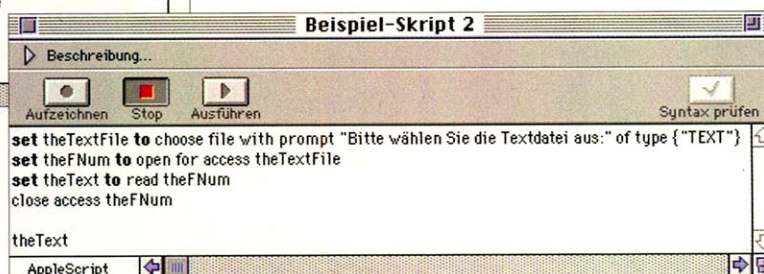 Beispiel-Skript 2
Beschreibung...
Aufzeichnen Stop Ausführen Syntax prüfen
set theTextFile to choose file with prompt "Bitte wählen Sie die Textdatei aus:" of type {"TEXT"}
set theFNum to open for access theTextFile
set theText to read theFNum
close access theFNum
theText
AppleScript